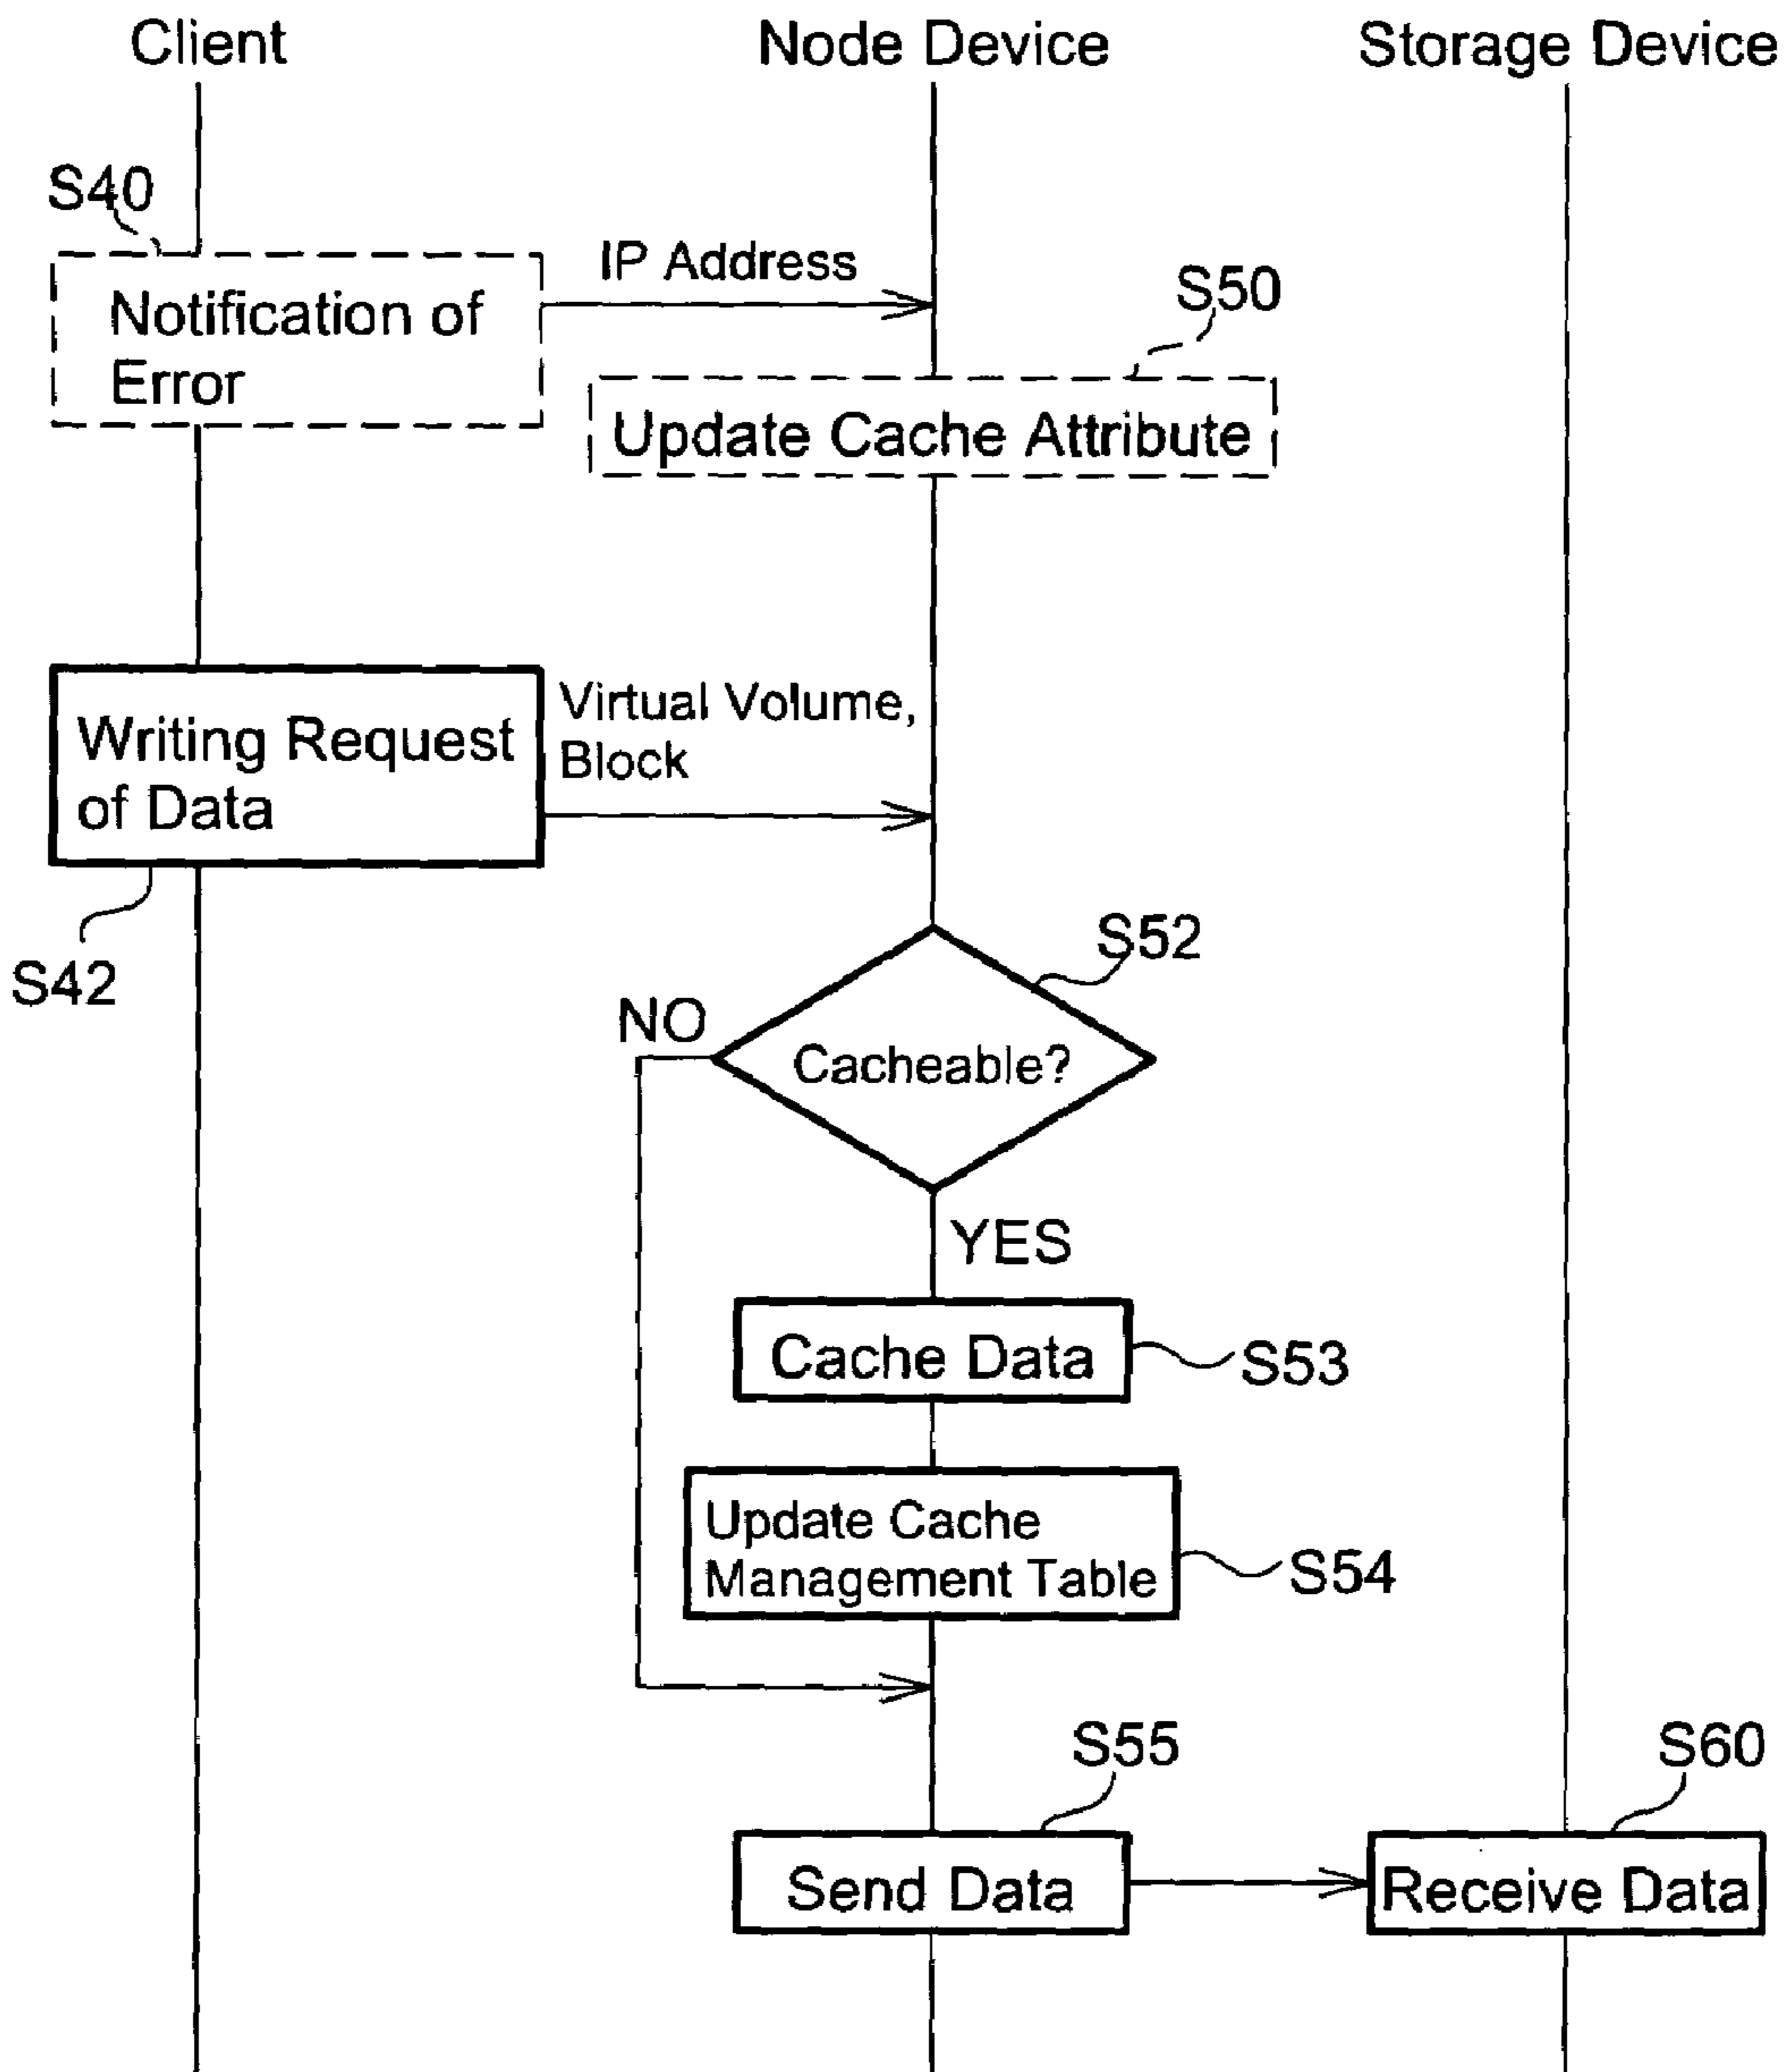 Client
Node Device
Storage Device
S40
IP Address
S50
Notification of
Error
Update Cache Attribute
Virtual Volume,
Block
Writing Request
of Data
S42
S52
NO
Cacheable?
YES
Cache Data
S53
Update Cache
Management Table
S54
S55
S60
Send Data
Receive Data